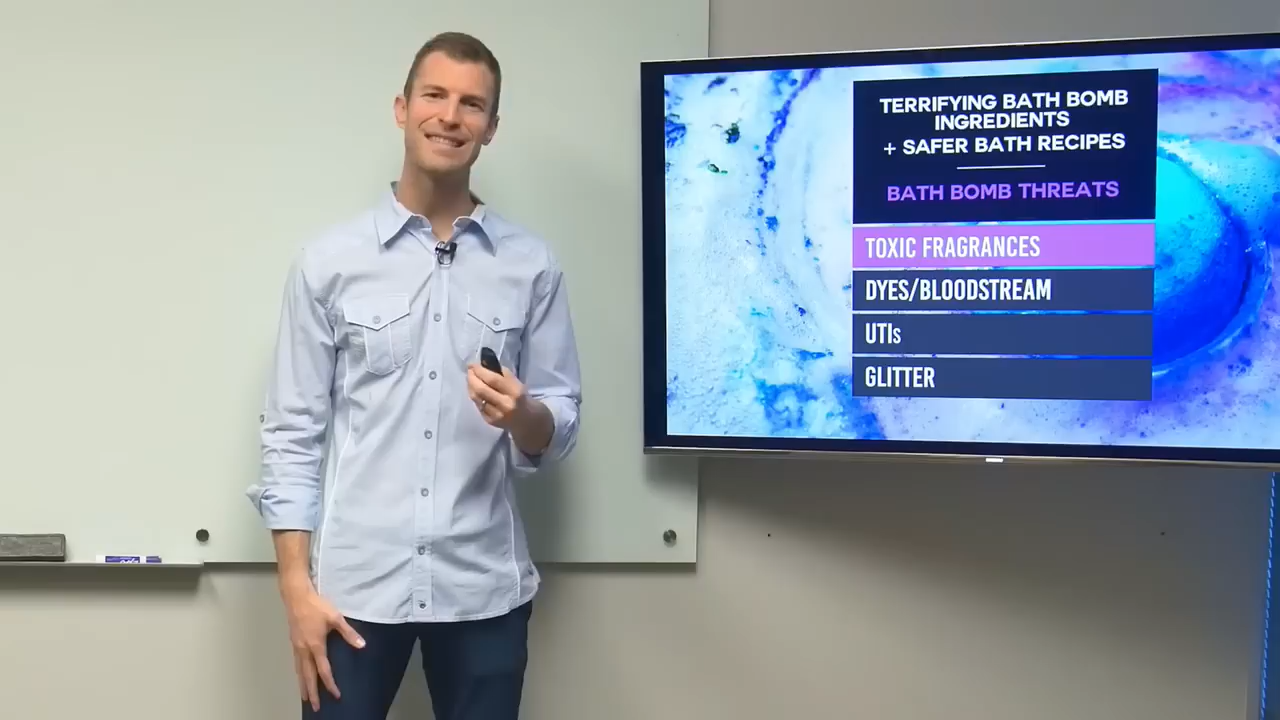 TERRIFYING BATH BOMB
INGREDIENTS
+ SAFER BATH RECIPES
BATH BOMB THREATS
TOXIC FRAGRANCES
DYES/BLOODSTREAM
UTIs
GLITTER